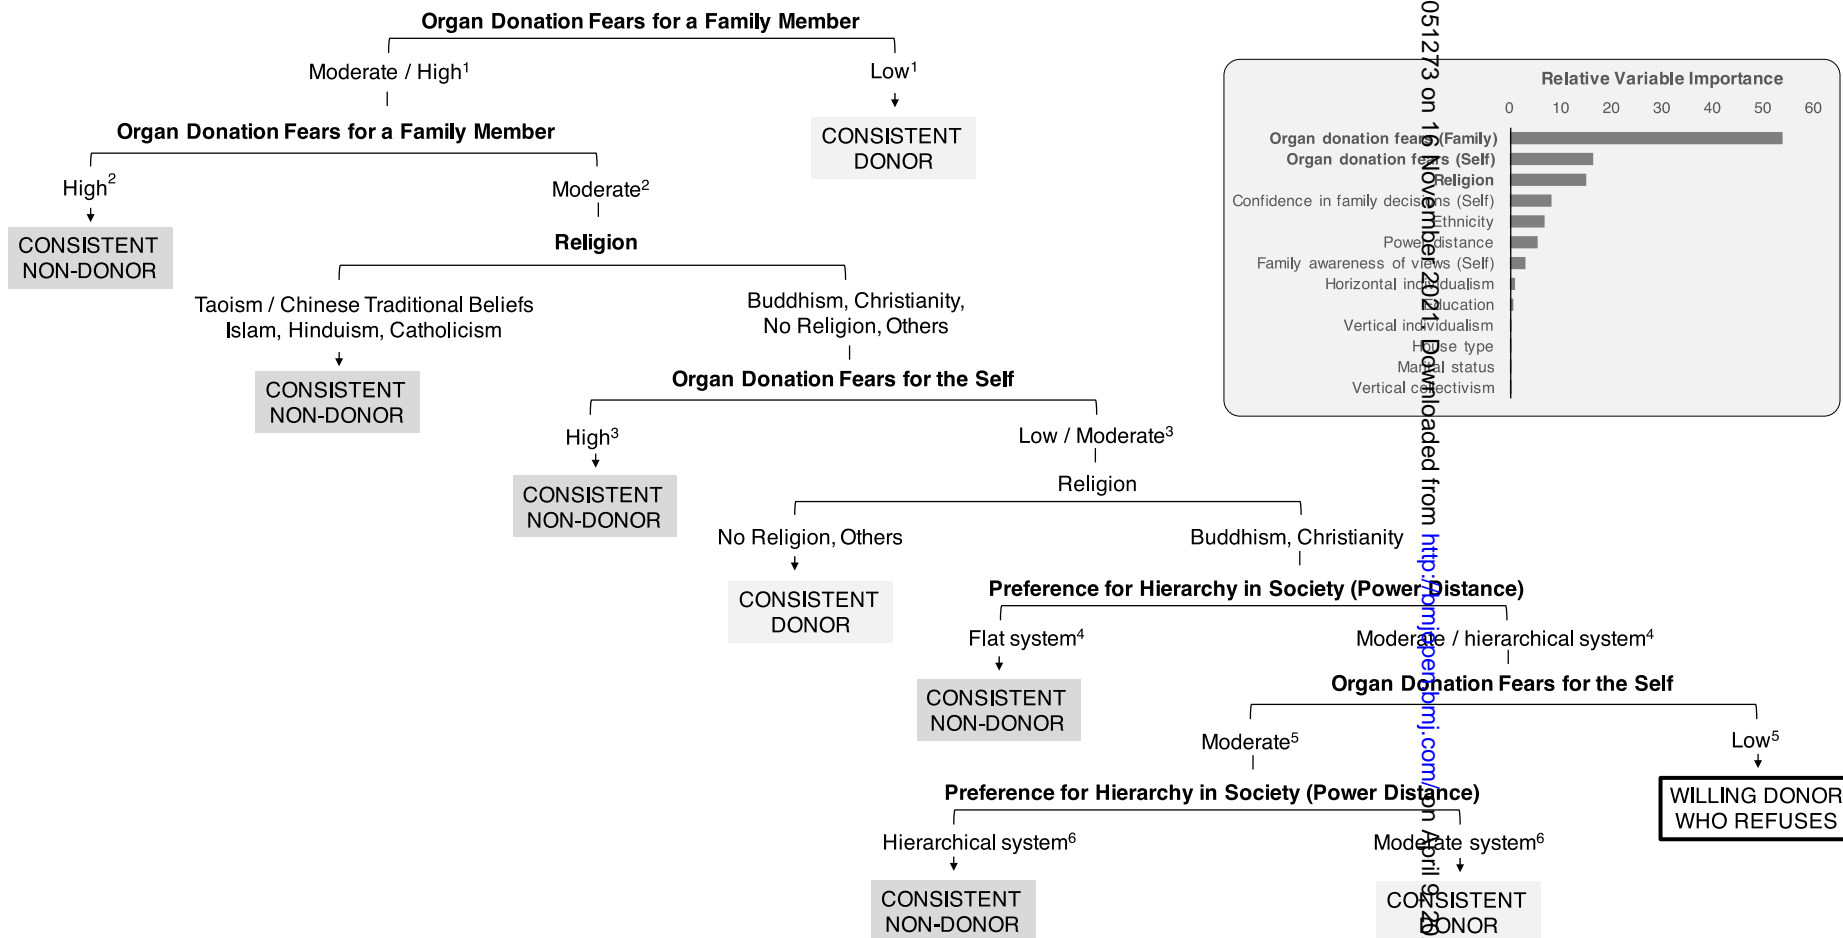 Organ Donation Fears for a Family Member
Moderate / High1
Low1
CONSISTENT
DONOR
Organ Donation Fears for a Family Member
High2
Moderate2
CONSISTENT
NON-DONOR
Religion
Taoism / Chinese Traditional Beliefs
Islam, Hinduism, Catholicism
Buddhism, Christianity,
No Religion, Others
CONSISTENT
NON-DONOR
Organ Donation Fears for the Self
High3
Low / Moderate3
CONSISTENT
NON-DONOR
Religion
No Religion, Others
Buddhism, Christianity
CONSISTENT
DONOR
Preference for Hierarchy in Society (Power Distance)
Flat system4
Moderate / hierarchical system4
CONSISTENT
NON-DONOR
Organ Donation Fears for the Self
Moderate5
Low5
WILLING DONOR
WHO REFUSES
Preference for Hierarchy in Society (Power Distance)
Hierarchical system6
Moderate system6
CONSISTENT
NON-DONOR
CONSISTENT
DONOR
Relative Variable Importance
0 10 20 30 40 50 60
Organ donation fears (Family)
Organ donation fears (Self)
Religion
Confidence in family decisions (Self)
Ethnicity
Power distance
Family awareness of views (Self)
Horizontal individualism
Education
Vertical individualism
House type
Marital status
Vertical collectivism
051273 on 16 November 2021. Downloaded from http://bmjopen.bmj.com/ on April 9, 20